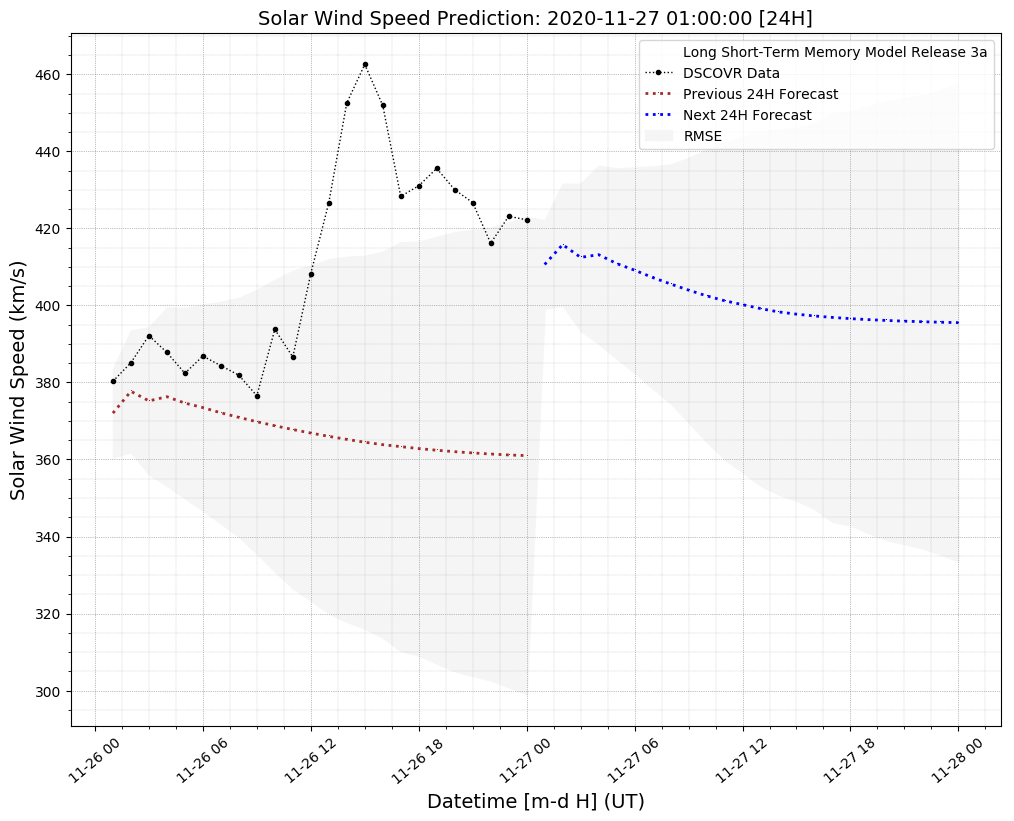 Solar Wind Speed Prediction: 2020-11-27 01:00:00 [24H]
Long Short-Term Memory Model Release 3a
DSCOVR Data
Previous 24H Forecast
Next 24H Forecast
RMSE
Solar Wind Speed (km/s)
460
440
420
400
380
360
340
320
300
11-26 00
11-26 06
11-26 12
11-26 18
11-27 00
11-27 06
11-27 12
11-27 18
11-28 00
Datetime [m-d H] (UT)